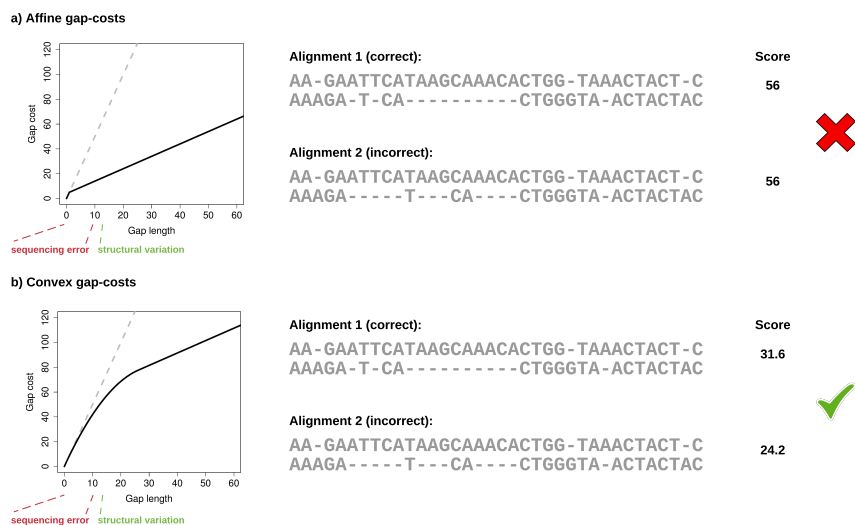 a) Affine gap-costs
Gap cost
120
100
80
60
40
20
0
0 10 20 30 40 50 60
Gap length
sequencing error structural variation
Alignment 1 (correct):
AA-GAATTCATAAGCAAACACTGG-TAAACTACT-C
AAAGA-T-CA----------CTGGGTA-ACTACTAC
Alignment 2 (incorrect):
AA-GAATTCATAAGCAAACACTGG-TAAACTACT-C
AAAGA-----T---CA----CTGGGTA-ACTACTAC
Score
56
56
b) Convex gap-costs
Gap cost
120
100
80
60
40
20
0
0 10 20 30 40 50 60
Gap length
sequencing error structural variation
Alignment 1 (correct):
AA-GAATTCATAAGCAAACACTGG-TAAACTACT-C
AAAGA-T-CA----------CTGGGTA-ACTACTAC
Alignment 2 (incorrect):
AA-GAATTCATAAGCAAACACTGG-TAAACTACT-C
AAAGA-----T---CA----CTGGGTA-ACTACTAC
Score
31.6
24.2